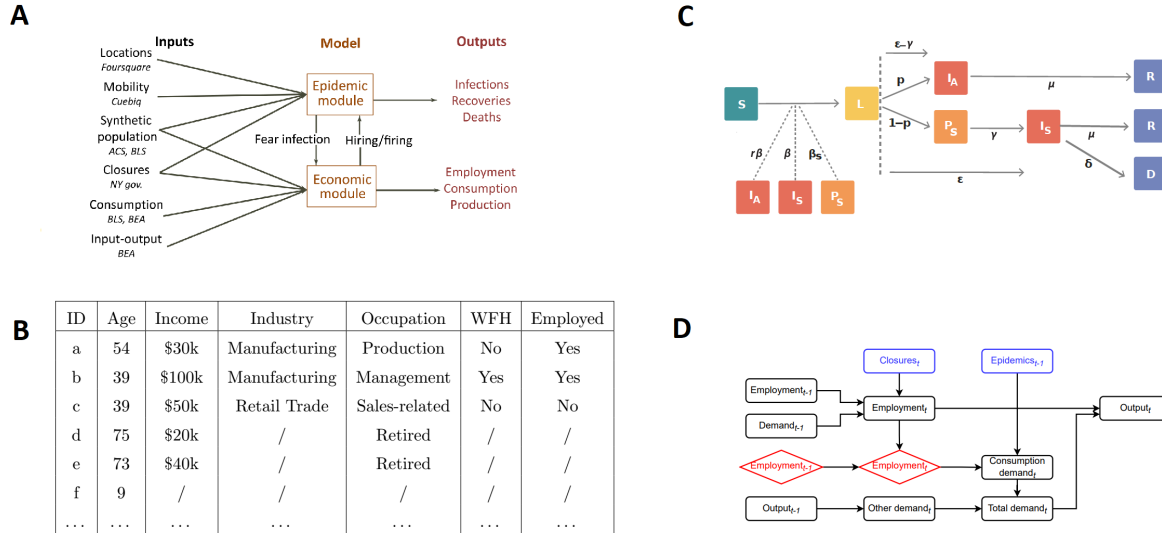 A
Inputs
Model
Outputs
Locations
Foursquare
Mobility
Cuebiq
Synthetic
population
ACS, BLS
Closures
NY gov.
Consumption
BLS, BEA
Input-output
BEA
Epidemic
module
Fear infection
Hiring/firing
Economic
module
Infections
Recoveries
Deaths
Employment
Consumption
Production
B
ID Age Income Industry Occupation WFH Employed
a 54 $30k Manufacturing Production No Yes
b 39 $100k Manufacturing Management Yes Yes
c 39 $50k Retail Trade Sales-related No No
d 75 $20k / Retired / /
e 73 $40k / Retired / /
f 9 / / / / /
... ... ... ... ... ... ...
C
S
L
ε-γ
p
1-p
I_A
P_S
γ
I_S
μ
μ
δ
R
R
D
ε
rβ
β
β_S
I_A
I_S
P_S
D
Closures_t
Epidemics_t-1
Employment_t-1
Demand_t-1
Employment_t
Output_t
Employment_t-1
Employment_t
Consumption
demand_t
Output_t-1
Other demand_t
Total demand_t